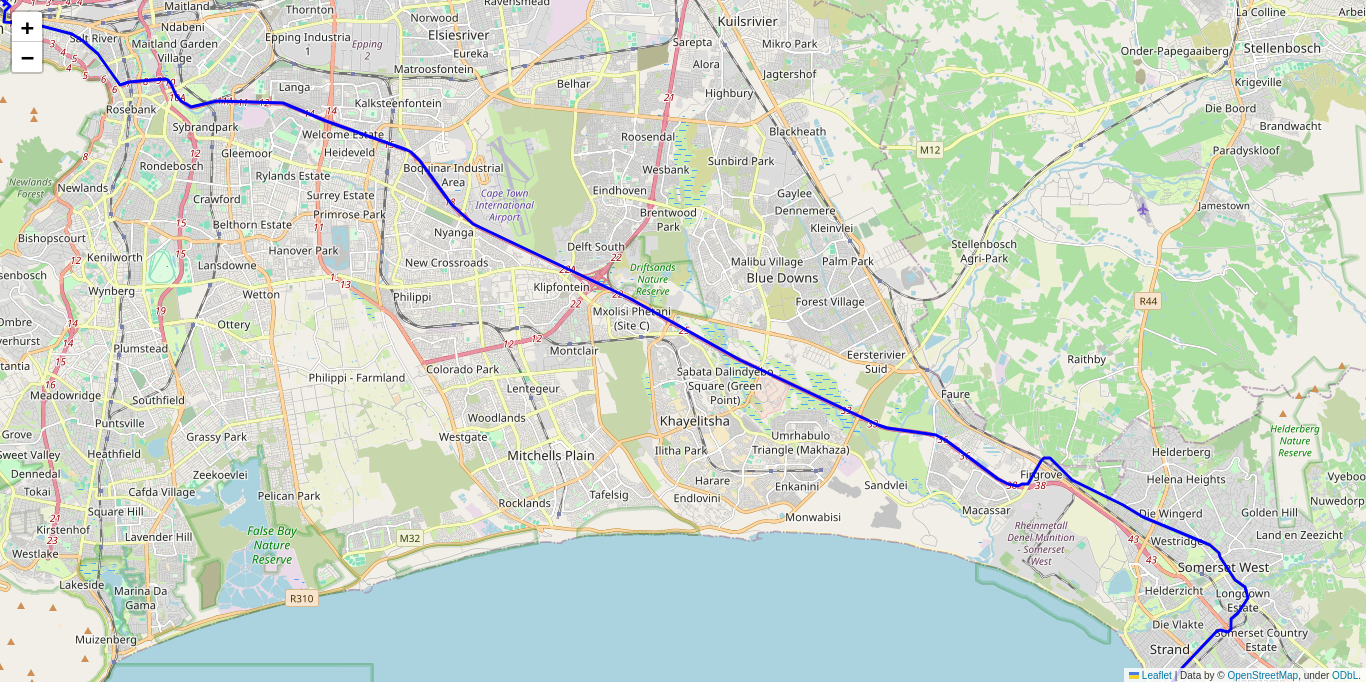 Maitland
Thornton
Norwood
Ravensmead
Kuilsrivier
La Colline
+
Ndabeni
Elsiesriver
Salt River
Epping Industria
1
Epping
2
Eureka
Sarepta
Mikro Park
Onder-Papegaaiberg
Stellenbosch
Maitland Garden
Village
−
Matroosfontein
Alora
Jagtershof
Krigeville
Langa
Belhar
Highbury
21
Die Boord
Rosebank
Kalksteenfontein
Sybrandpark
Welcome Estate
Roosendal
Blackheath
Brandwacht
Rondebosch
Gleemoor
Heideveld
M12
Paradyskloof
Newlands
Forest
Newlands
Rylands Estate
Boquinar Industrial
Area
Wesbank
Sunbird Park
Crawford
Surrey Estate
Cape Town
International
Airport
Eindhoven
Gaylee
Primrose Park
Brentwood
Park
Dennemere
Jamestown
Belthorn Estate
Nyanga
Kleinvlei
Bishopscourt
Hanover Park
Delft South
Stellenbosch
Agri-Park
Kenilworth
Lansdowne
New Crossroads
22A
Driftsands
Nature
Reserve
Malibu Village
Palm Park
Blue Downs
Wynberg
Wetton
Philippi
Klipfontein
Forest Village
R44
Mxolisi Phetani
(Site C)
Ottery
Plumstead
Montclair
Eersterivier
Suid
Raithby
Colorado Park
Philippi - Farmland
Sabata Dalindyebo
Square (Green
Point)
Meadowridge
Lentegeur
Faure
Southfield
Puntsville
Woodlands
Khayelitsha
Helderberg
Nature
Reserve
Grassy Park
Westgate
Umrhabulo
Triangle (Makhaza)
Grove
Sweet Valley
Heathfield
Mitchells Plain
Ilitha Park
Helderberg
Dennedal
Zeekoevlei
Harare
Enkanini
Sandvlei
Firgrove
Helena Heights
Tokai
Cafda Village
Pelican Park
Tafelsig
Endlovini
Rocklands
Macassar
Square Hill
Monwabisi
Die Wingerd
Golden Hill
Kirstenhof
Lavender Hill
False Bay
Nature
Reserve
M32
Rheinmetall
Denel Munition
- Somerset
West
Westridge
Land en Zeezicht
Westlake
Somerset West
Lakeside
Marina Da
Gama
R310
Helderzicht
Longdown
Estate
Die Vlakte
Somerset Country
Estate
Muizenberg
Strand
Leaflet | Data by © OpenStreetMap, under ODbL.